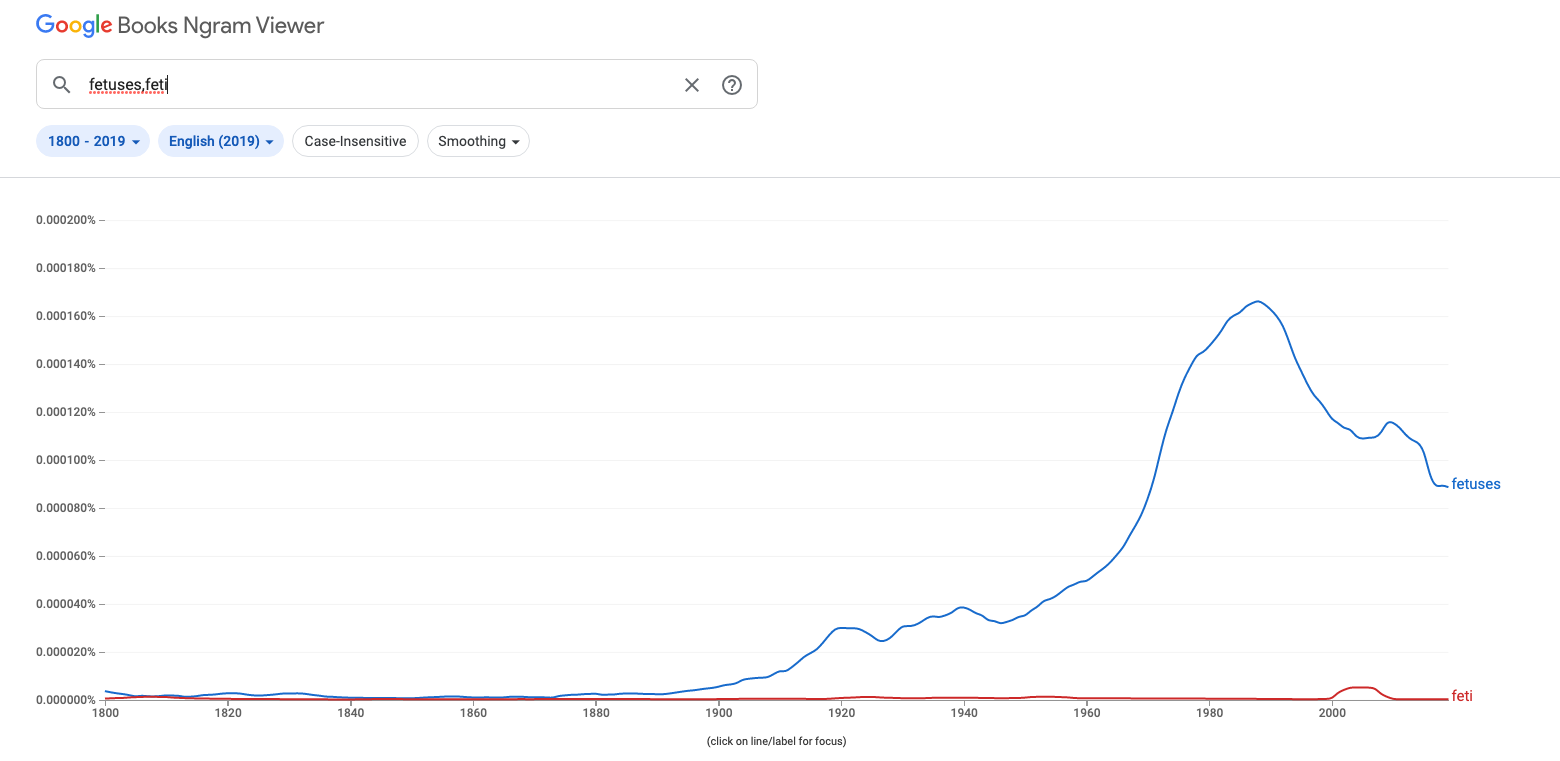 Google Books Ngram Viewer
fetuses,feti
1800 - 2019 English (2019) Case-Insensitive Smoothing
0.000200%
0.000180%
0.000160%
0.000140%
0.000120%
0.000100%
fetuses
0.000080%
0.000060%
0.000040%
0.000020%
feti
0.000000%
1800 1820 1840 1860 1880 1900 1920 1940 1960 1980 2000
(click on line/label for focus)